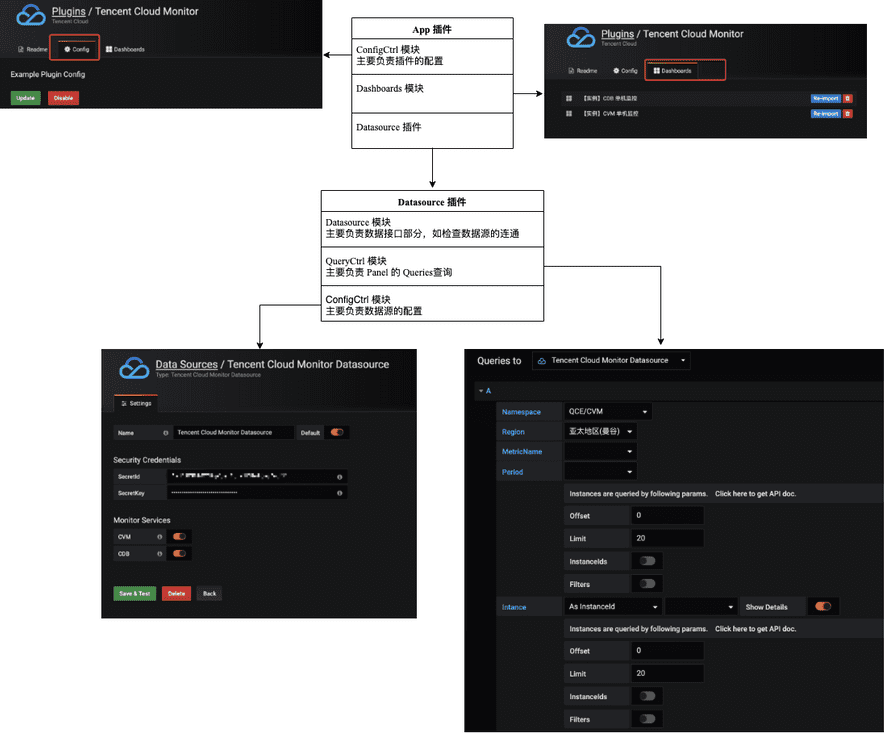 Plugins / Tencent Cloud Monitor
Tencent Cloud
Readme Config Dashboards
Example Plugin Config
Update Disable
App 插件
ConfigCtrl 模块
主要负责插件的配置
Dashboards 模块
Datasource 插件
Plugins / Tencent Cloud Monitor
Tencent Cloud
Readme Config Dashboards
【实例】CDB 单机监控 Re-import
【实例】CVM 单机监控 Re-import
Datasource 插件
Datasource 模块
主要负责数据接口部分，如检查数据源的连通
QueryCtrl 模块
主要负责 Panel 的 Queries查询
ConfigCtrl 模块
主要负责数据源的配置
Data Sources / Tencent Cloud Monitor Datasource
Type: Tencent Cloud Monitor Datasource
Settings
Name Tencent Cloud Monitor Datasource Default
Security Credentials
SecretId
SecretKey
Monitor Services
CVM
CDB
Save & Test Delete Back
Queries to Tencent Cloud Monitor Datasource
A
Namespace QCE/CVM
Region 亚太地区(曼谷)
MetricName
Period
Instances are queried by following params. Click here to get API doc.
Offset 0
Limit 20
InstanceIds
Filters
Intance As InstanceId Show Details
Instances are queried by following params. Click here to get API doc.
Offset 0
Limit 20
InstanceIds
Filters